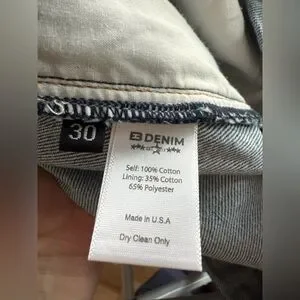 30
DENIM
Self: 100% Cotton
Lining: 35% Cotton
65% Polyester
Made in U.S.A
Dry Clean Only